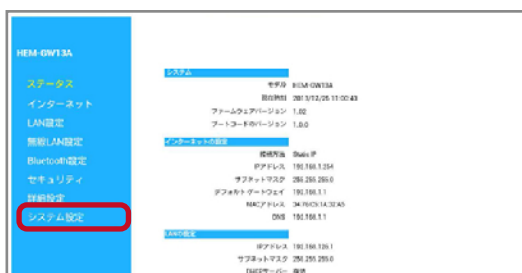 HEM-GW13A
ステータス
インターネット
LAN設定
無線LAN設定
Bluetooth設定
セキュリティ
詳細設定
システム設定
システム
モデル HEM-GW13A
現在時刻 2013/12/26 11:00:43
ファームウェアバージョン 1.02
ブートコードのバージョン 1.0.0
インターネットの設定
接続方法 Static IP
IPアドレス 192.168.1.254
サブネットマスク 255.255.255.0
デフォルトゲートウェイ 192.168.1.1
MACアドレス
DNS 192.168.1.1
LANの設定
IPアドレス 192.168.126.1
サブネットマスク 255.255.255.0
DHCPサーバー